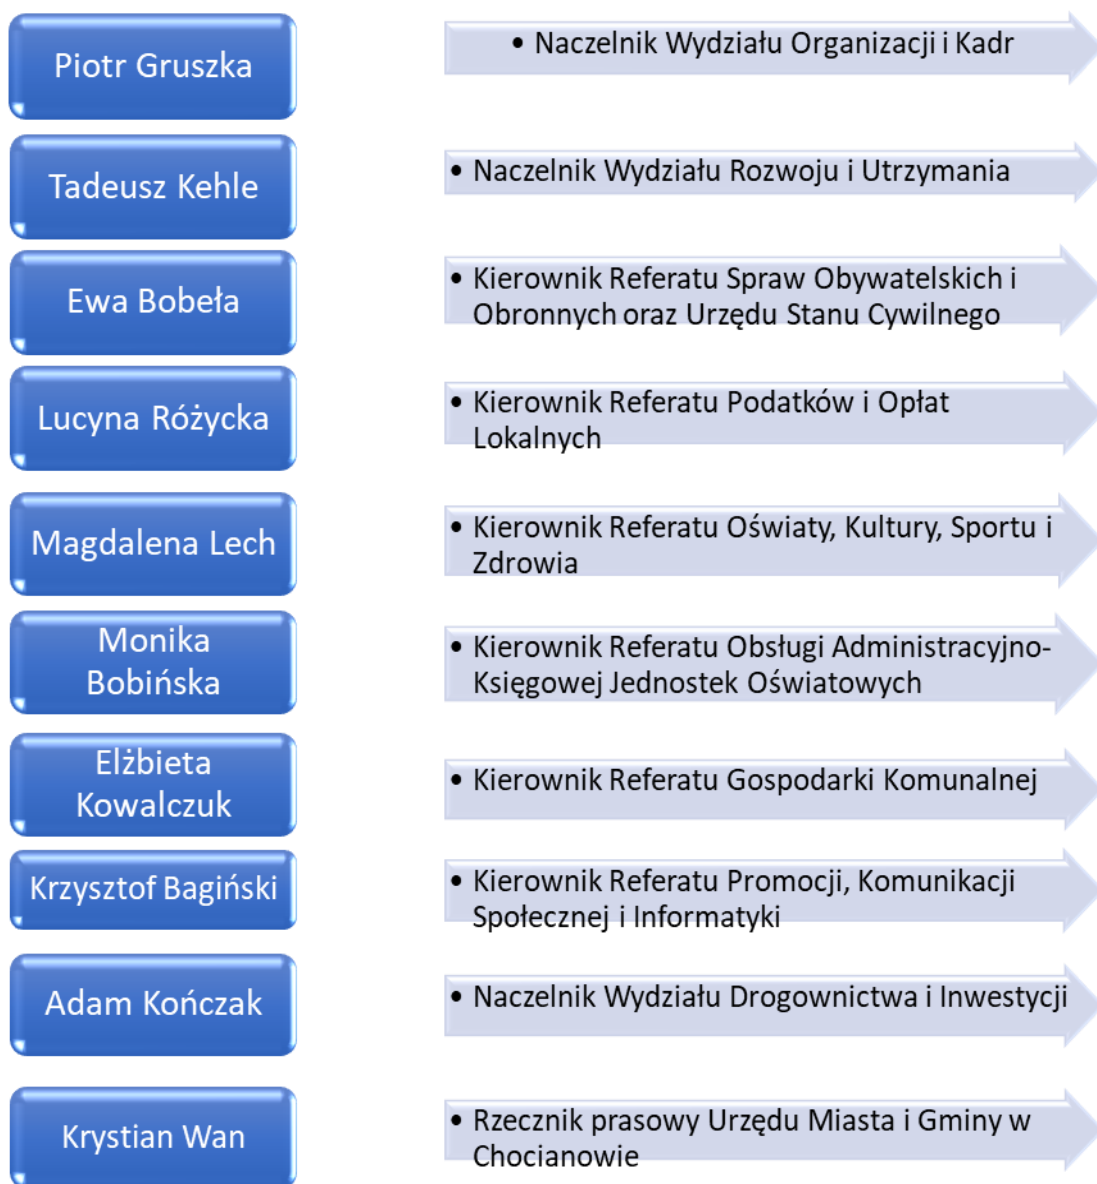 Piotr Gruszka
• Naczelnik Wydziału Organizacji i Kadr
Tadeusz Kehle
• Naczelnik Wydziału Rozwoju i Utrzymania
Ewa Bobeła
• Kierownik Referatu Spraw Obywatelskich i
Obronnych oraz Urzędu Stanu Cywilnego
Lucyna Różycka
• Kierownik Referatu Podatków i Opłat
Lokalnych
Magdalena Lech
• Kierownik Referatu Oświaty, Kultury, Sportu i
Zdrowia
Monika
Bobińska
• Kierownik Referatu Obsługi Administracyjno-
Księgowej Jednostek Oświatowych
Elżbieta
Kowalczuk
• Kierownik Referatu Gospodarki Komunalnej
Krzysztof Bagiński
• Kierownik Referatu Promocji, Komunikacji
Społecznej i Informatyki
Adam Kończak
• Naczelnik Wydziału Drogownictwa i Inwestycji
Krystian Wan
• Rzecznik prasowy Urzędu Miasta i Gminy w
Chocianowie